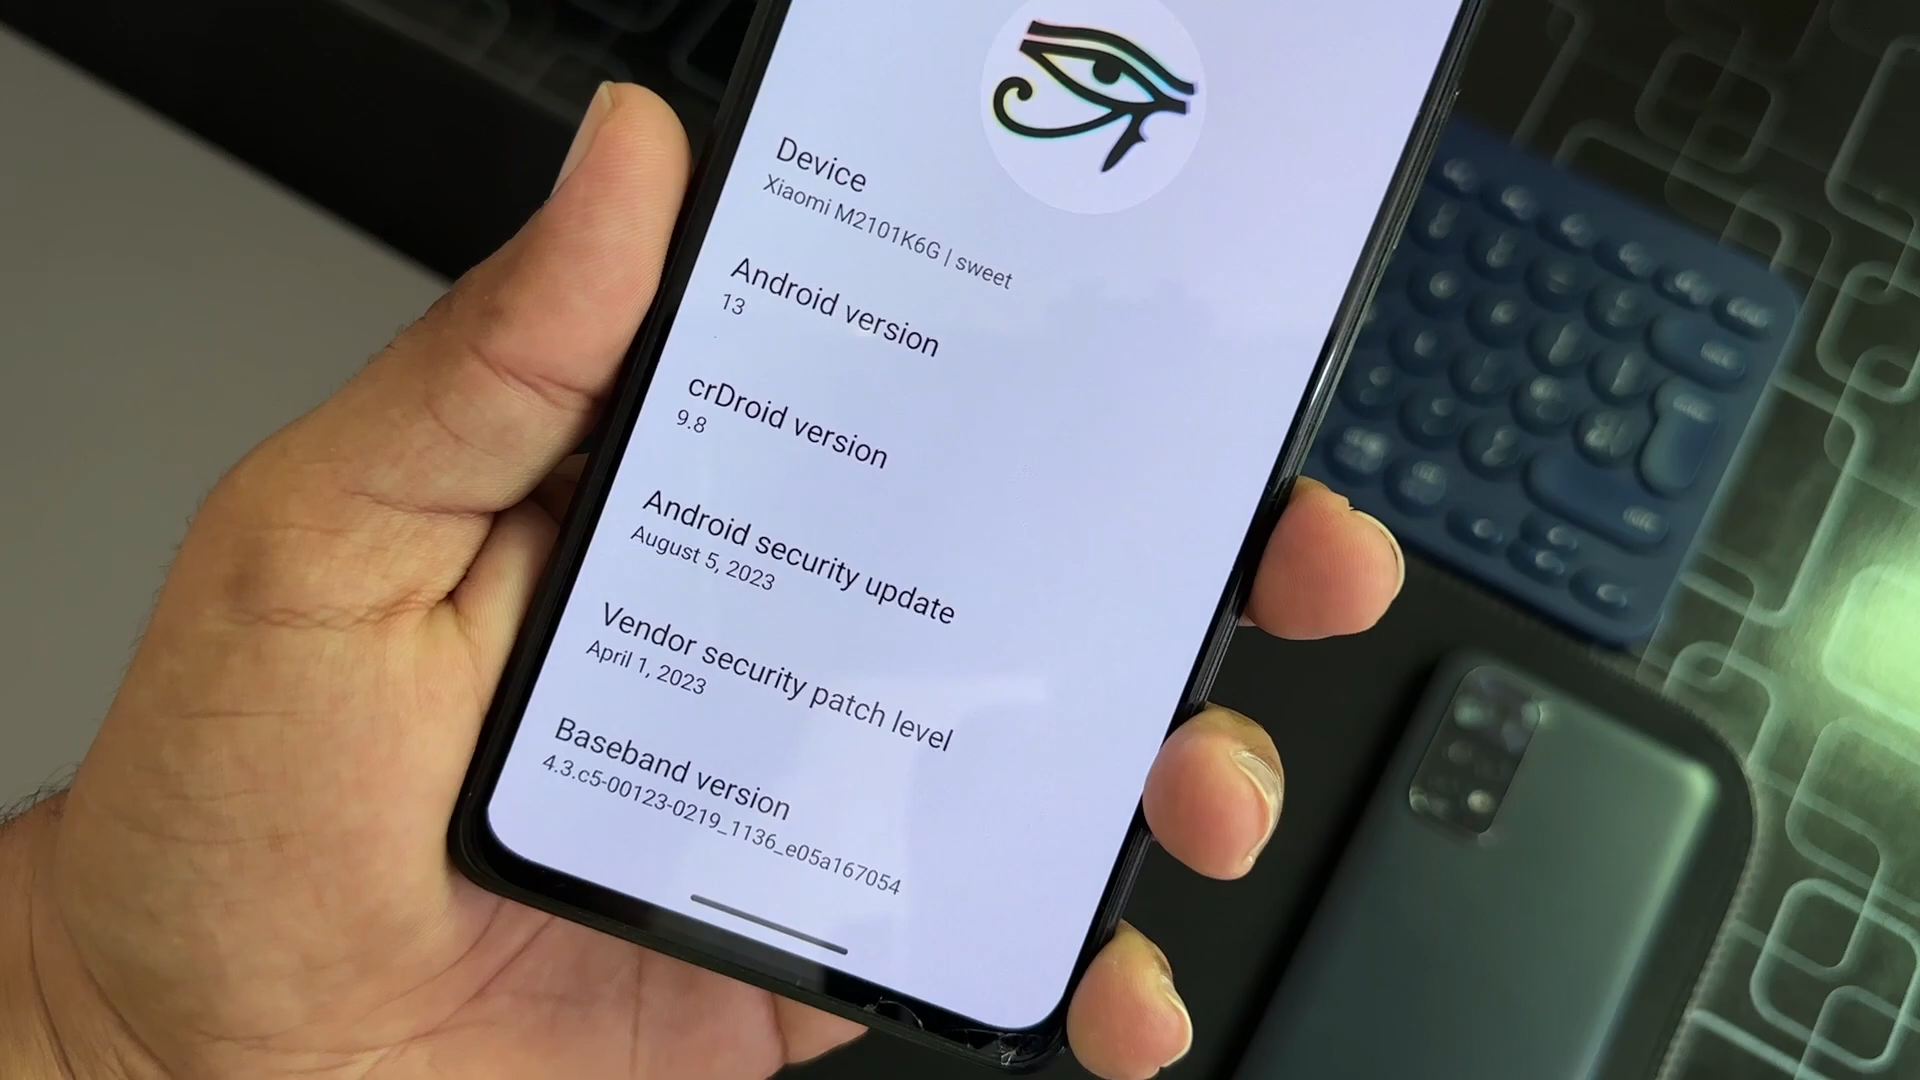 Device
Xiaomi M2101K6G | sweet
Android version
13
crDroid version
9.8
Android security update
August 5, 2023
Vendor security patch level
April 1, 2023
Baseband version
4.3.c5-00123-0219_1136_e05a167054